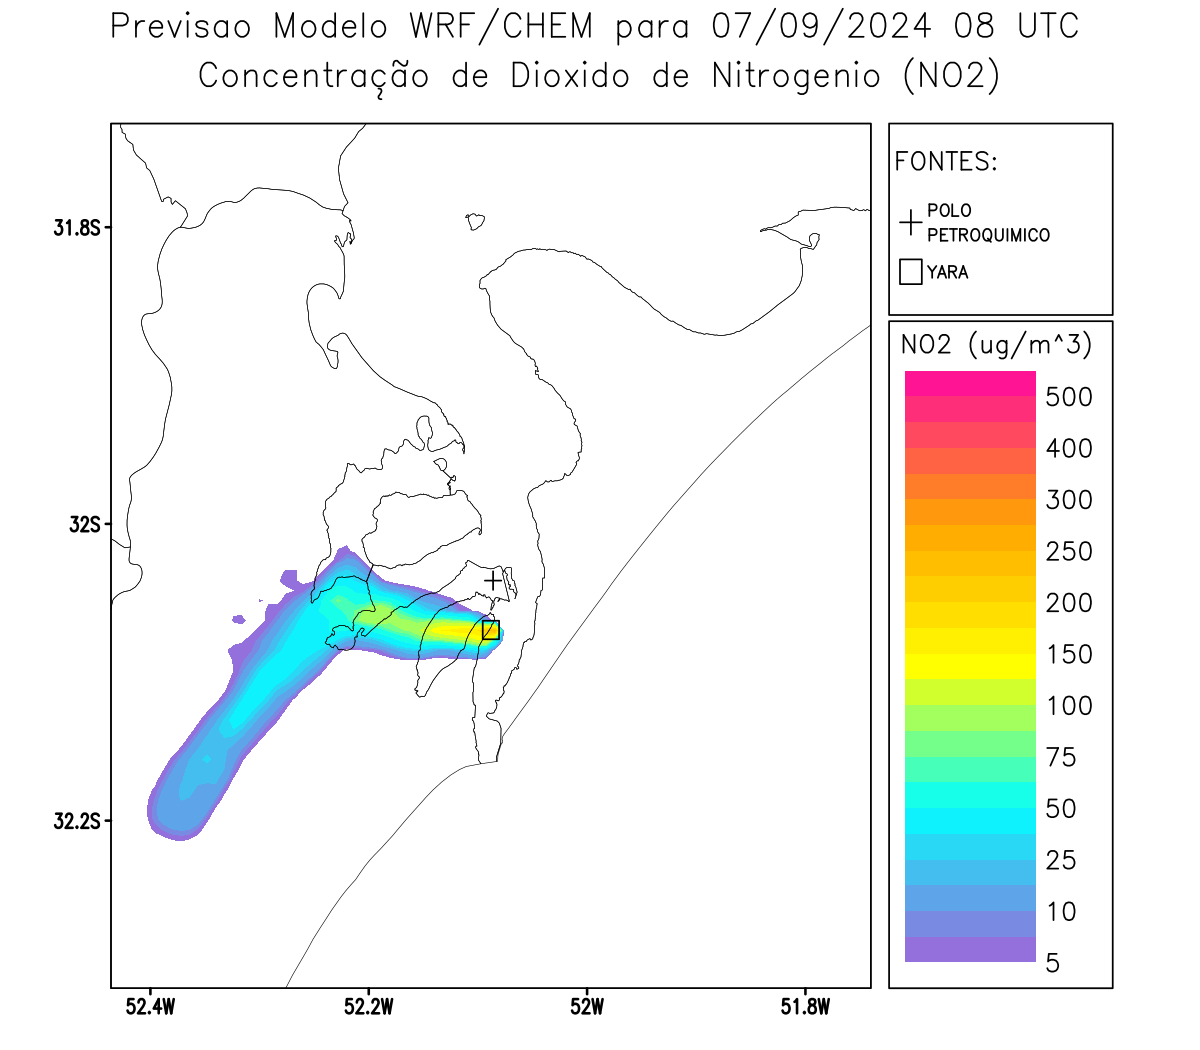 Previsao Modelo WRF/CHEM para 07/09/2024 08 UTC
Concentração de Dioxido de Nitrogenio (NO2)
FONTES:
POLO
PETROQUIMICO
YARA
NO2 (ug/m^3)
500
400
300
250
200
150
100
75
50
25
10
5
31.8S
32S
32.2S
52.4W
52.2W
52W
51.8W